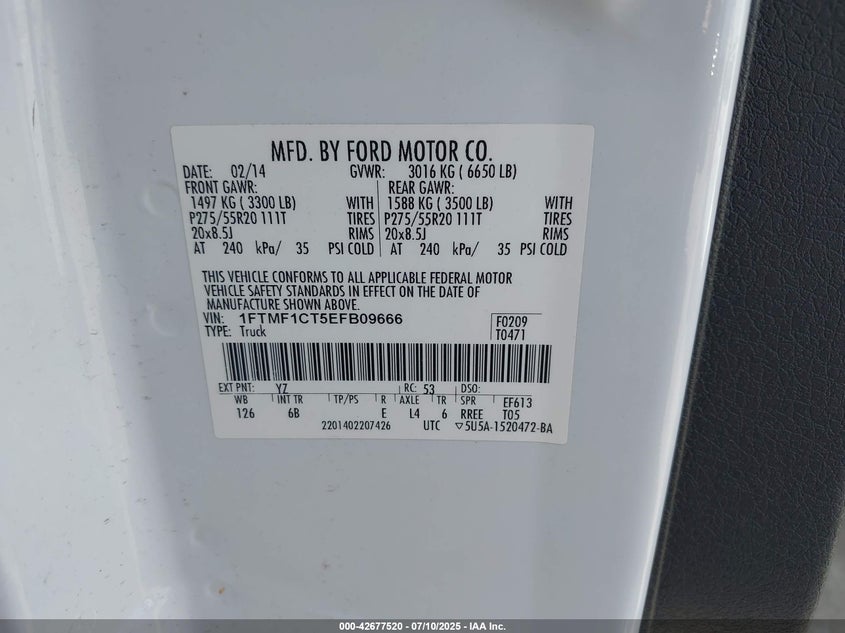 MFD. BY FORD MOTOR CO.
DATE: 02/14 GVWR: 3016 KG ( 6650 LB)
FRONT GAWR: REAR GAWR:
1497 KG ( 3300 LB) WITH 1588 KG ( 3500 LB) WITH
P275/55R20 111T TIRES P275/55R20 111T TIRES
20x8.5J RIMS 20x8.5J RIMS
AT 240 kPa/ 35 PSI COLD AT 240 kPa/ 35 PSI COLD
THIS VEHICLE CONFORMS TO ALL APPLICABLE FEDERAL MOTOR
VEHICLE SAFETY STANDARDS IN EFFECT ON THE DATE OF
MANUFACTURE SHOWN ABOVE.
VIN: 1FTMF1CT5EFB09666 F0209
TYPE: Truck T0471
EXT PNT: YZ RC: 53 DSO:
WB INT TR TP/PS R AXLE TR SPR EF613
126 6B E L4 6 RREE T05
2201402207426 UTC ▽5U5A-1520472-BA
000-42677520 - 07/10/2025 - IAA Inc.